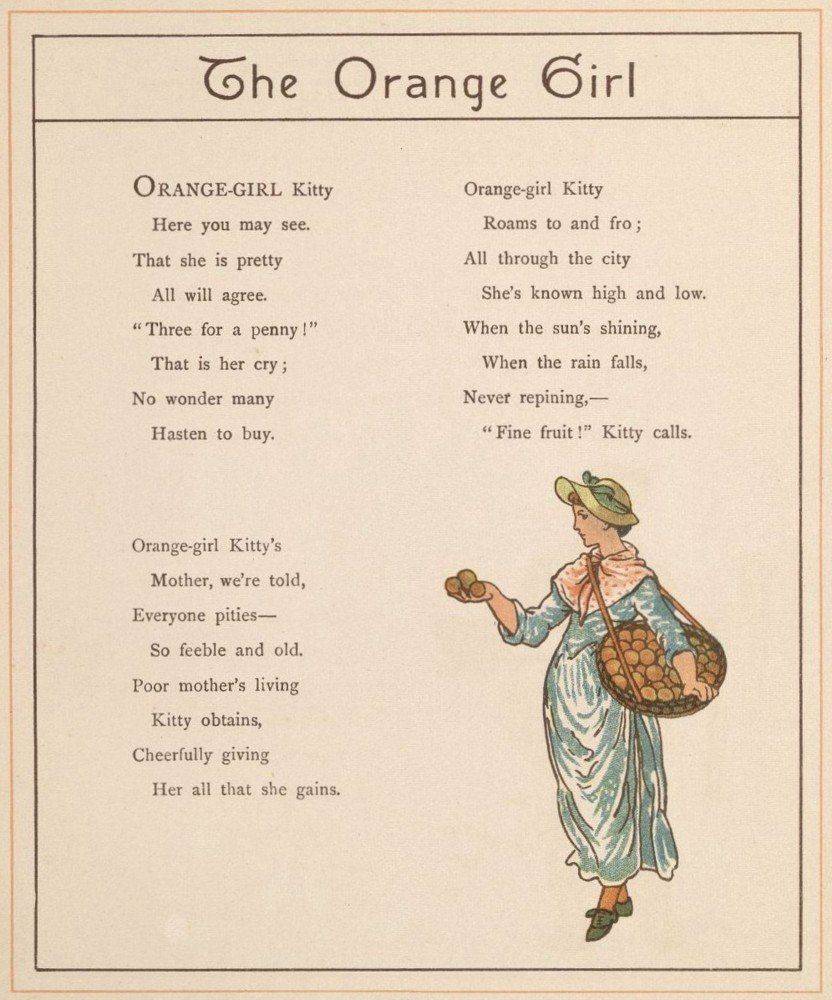 The Orange Girl
ORANGE-GIRL Kitty
Here you may see.
That she is pretty
All will agree.
“Three for a penny!”
That is her cry;
No wonder many
Hasten to buy.
Orange-girl Kitty
Roams to and fro;
All through the city
She's known high and low.
When the sun's shining,
When the rain falls,
Never repining,—
“Fine fruit!” Kitty calls.
Orange-girl Kitty's
Mother, we're told,
Everyone pities—
So feeble and old.
Poor mother's living
Kitty obtains,
Cheerfully giving
Her all that she gains.